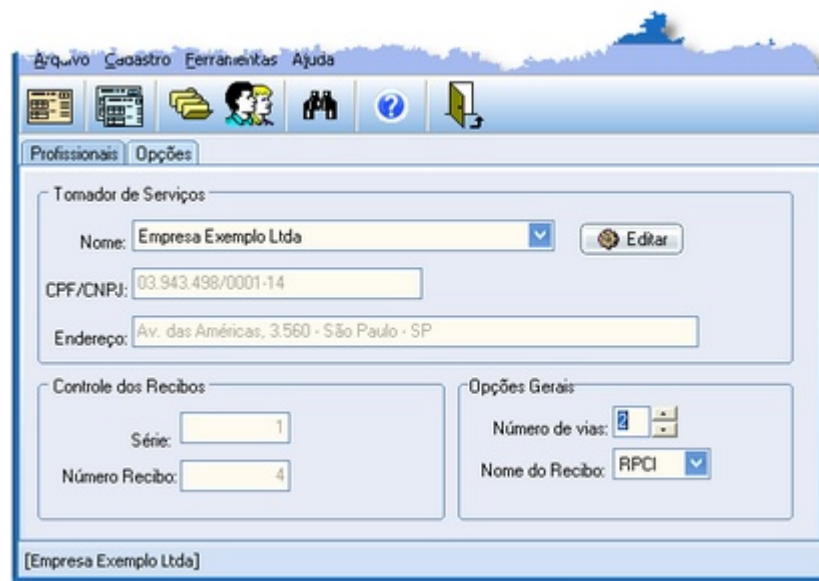 Arquivo Cadastro Ferramentas Ajuda
Profissionais Opções
Tomador de Serviços
Nome: Empresa Exemplo Ltda Editar
CPF/CNPJ: 03.943.498/0001-14
Endereço: Av. das Américas, 3.560 - São Paulo - SP
Controle dos Recibos
Série: 1
Número Recibo: 4
Opções Gerais
Número de vias: 2
Nome do Recibo: RPCI
[Empresa Exemplo Ltda]